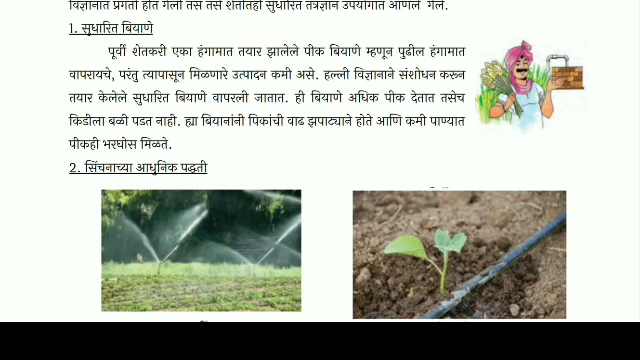 विज्ञानात प्रगती होत गेली तस तसे शेतीतही सुधारित तंत्रज्ञान उपयोगात आणले गेले.
1. सुधारित बियाणे
पूर्वी शेतकरी एका हंगामात तयार झालेले पीक बियाणे म्हणून पुढील हंगामात
वापरायचे, परंतु त्यापासून मिळणारे उत्पादन कमी असे. हल्ली विज्ञानाने संशोधन करून
तयार केलेले सुधारित बियाणे वापरली जातात. ही बियाणे अधिक पीक देतात तसेच
किडीला बळी पडत नाही. ह्या बियानांनी पिकांची वाढ झपाट्याने होते आणि कमी पाण्यात
पीकही भरघोस मिळते.
2. सिंचनाच्या आधुनिक पद्धती